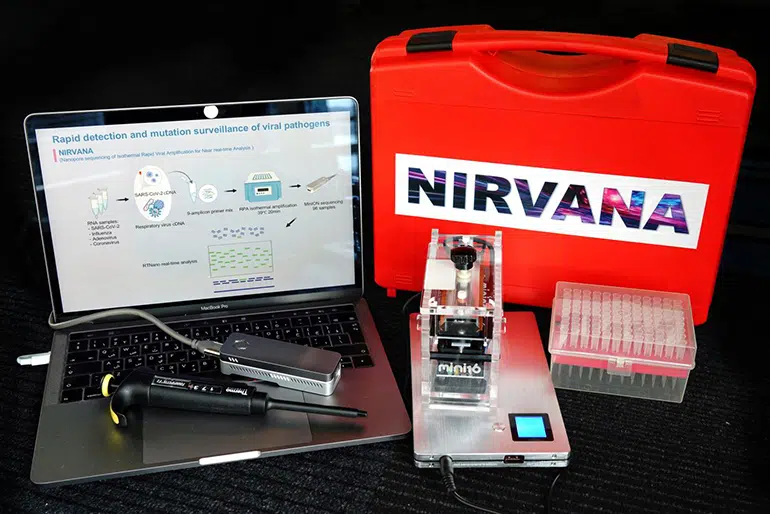 Rapid detection and mutation surveillance of viral pathogens
NIRVANA
(Nanopore sequencing of Isothermal Rapid Viral Amplification for Near real-time Analysis )
RNA samples:
- SARS-CoV-2
- Influenza
- Adenovirus
- Coronavirus
SARS-CoV-2 cDNA
Respiratory virus cDNA
9-amplicon primer mix
RPA isothermal amplification
39°C 20min
MinION sequencing
96 samples
RTNano real-time analysis
MacBook Pro
NIRVANA
mini16
Thermo